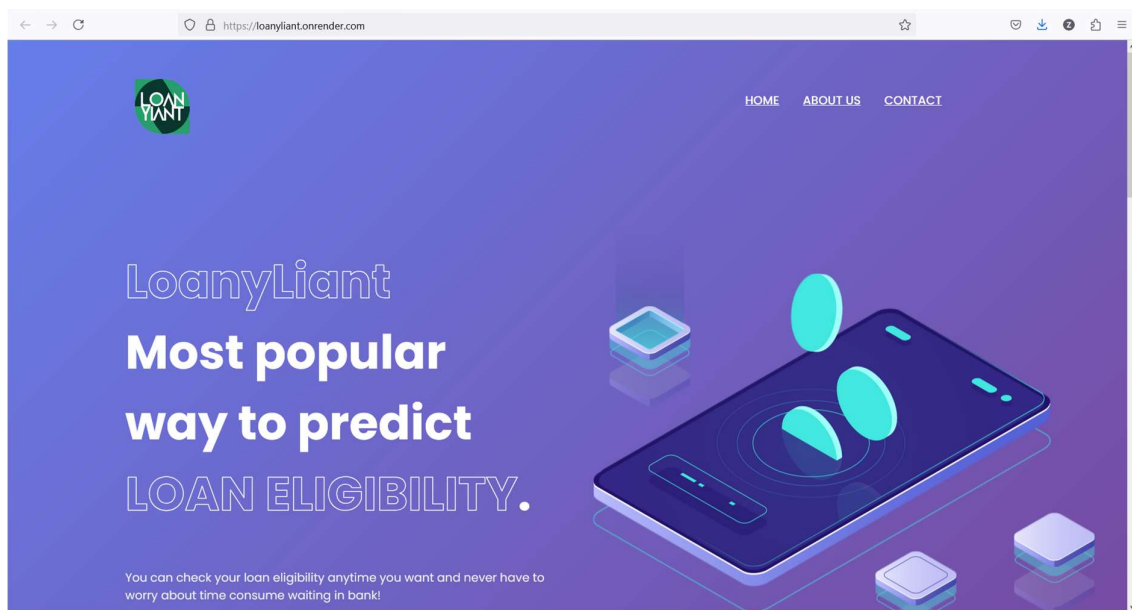 https://loanyliant.onrender.com
Z
LOAN
YIANT
HOME ABOUT US CONTACT
LoanyLiant
Most popular
way to predict
LOAN ELIGIBILITY.
You can check your loan eligibility anytime you want and never have to
worry about time consume waiting in bank!